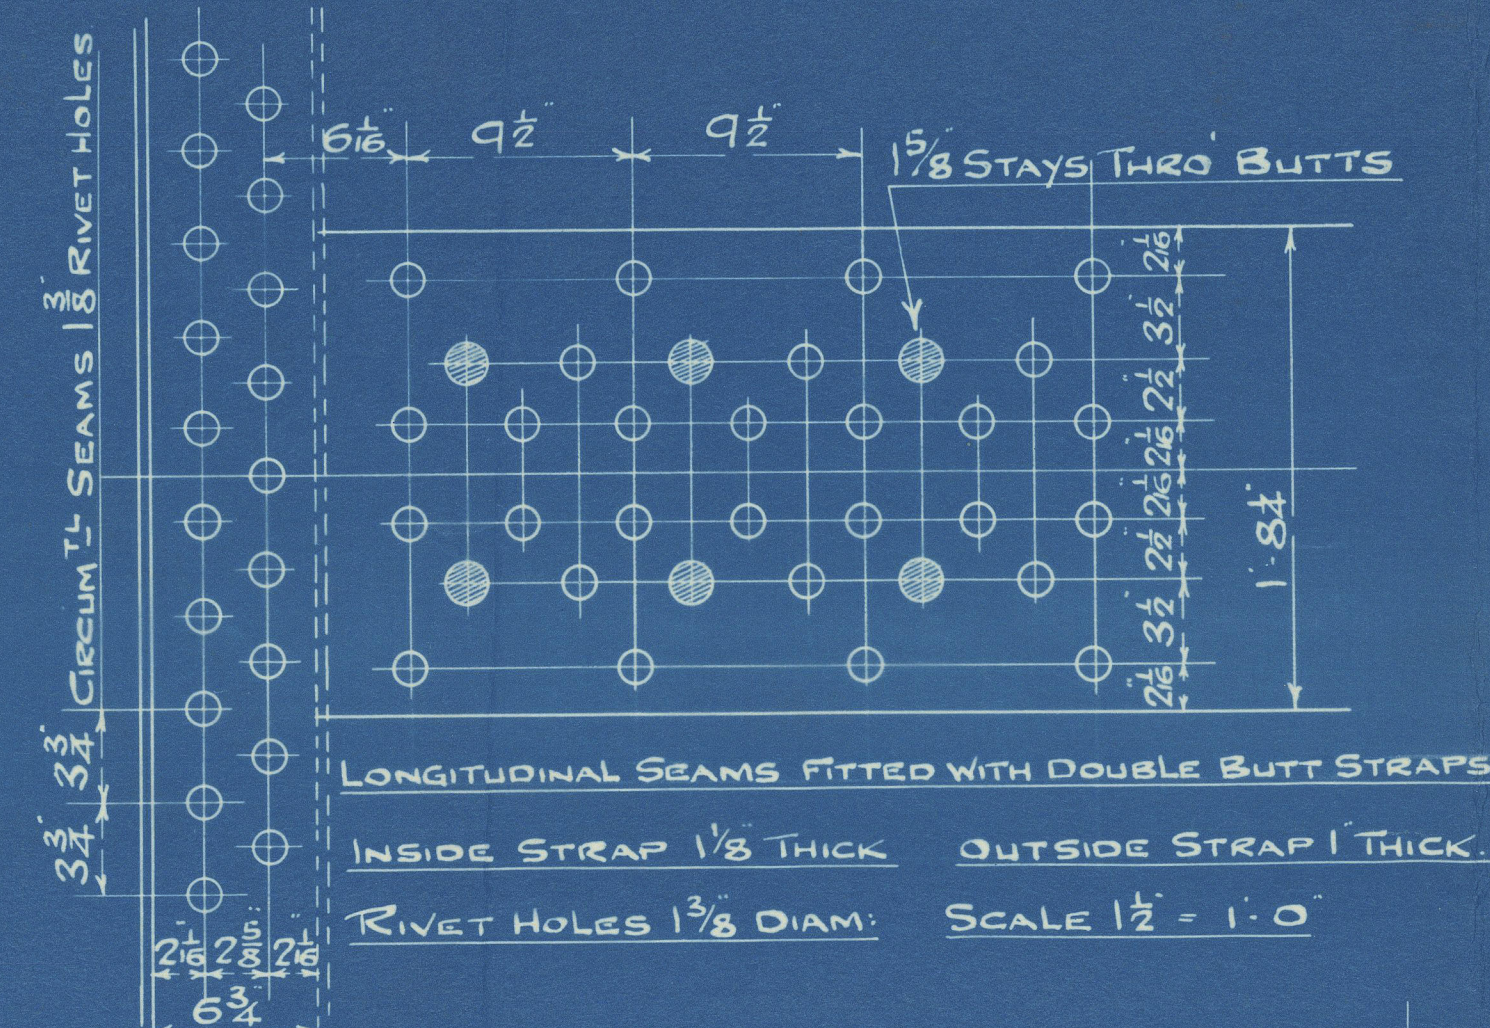 CIRCUM TL SEAMS 1 3/8" RIVET HOLES
6 1/16" 9 1/2" 9 1/2"
1 5/8" STAYS THRO' BUTTS
2 1/16"
3 1/2"
2 1/2"
2 1/16"
2 1/16"
2 1/2"
3 1/2"
2 1/16"
1'·8 1/4"
3 3/4"
3 3/4"
LONGITUDINAL SEAMS FITTED WITH DOUBLE BUTT STRAPS
INSIDE STRAP 1 1/8" THICK OUTSIDE STRAP 1" THICK.
RIVET HOLES 1 3/8" DIAM: SCALE 1 1/2" = 1'·0"
2 1/16" 2 5/8" 2 1/16"
6 3/4"